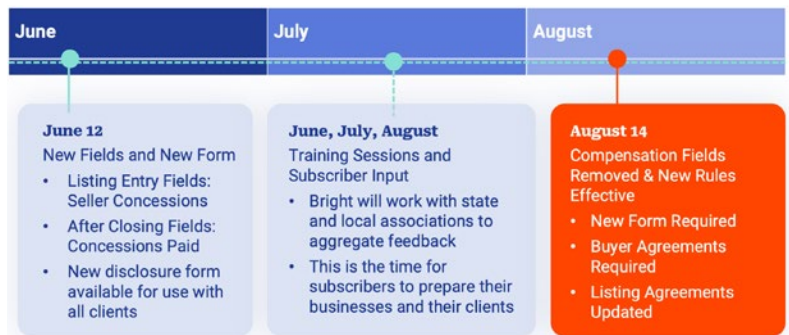 June
July
August
June 12
New Fields and New Form
• Listing Entry Fields:
Seller Concessions
• After Closing Fields:
Concessions Paid
• New disclosure form
available for use with
all clients
June, July, August
Training Sessions and
Subscriber Input
• Bright will work with state
and local associations to
aggregate feedback
• This is the time for
subscribers to prepare their
businesses and their clients
August 14
Compensation Fields
Removed & New Rules
Effective
• New Form Required
• Buyer Agreements
Required
• Listing Agreements
Updated